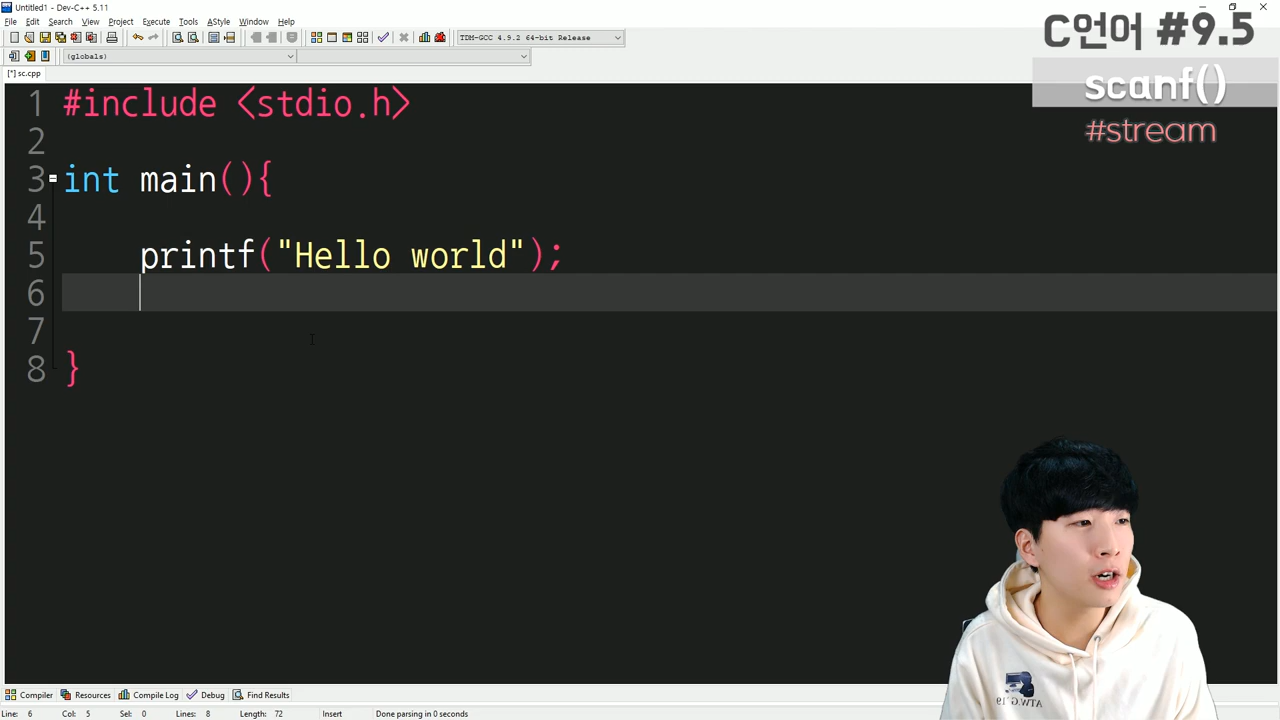 Untitled1 - Dev-C++ 5.11
File Edit Search View Project Execute Tools AStyle Window Help
TDM-GCC 4.9.2 64-bit Release
(globals)
[*] sc.cpp
C언어 #9.5
scanf()
#stream
1 #include <stdio.h>
2
3 int main(){
4
5 printf("Hello world");
6
7
8 }
ATW.G '19
Compiler Resources Compile Log Debug Find Results
Line: 6 Col: 5 Sel: 0 Lines: 8 Length: 72 Insert Done parsing in 0 seconds